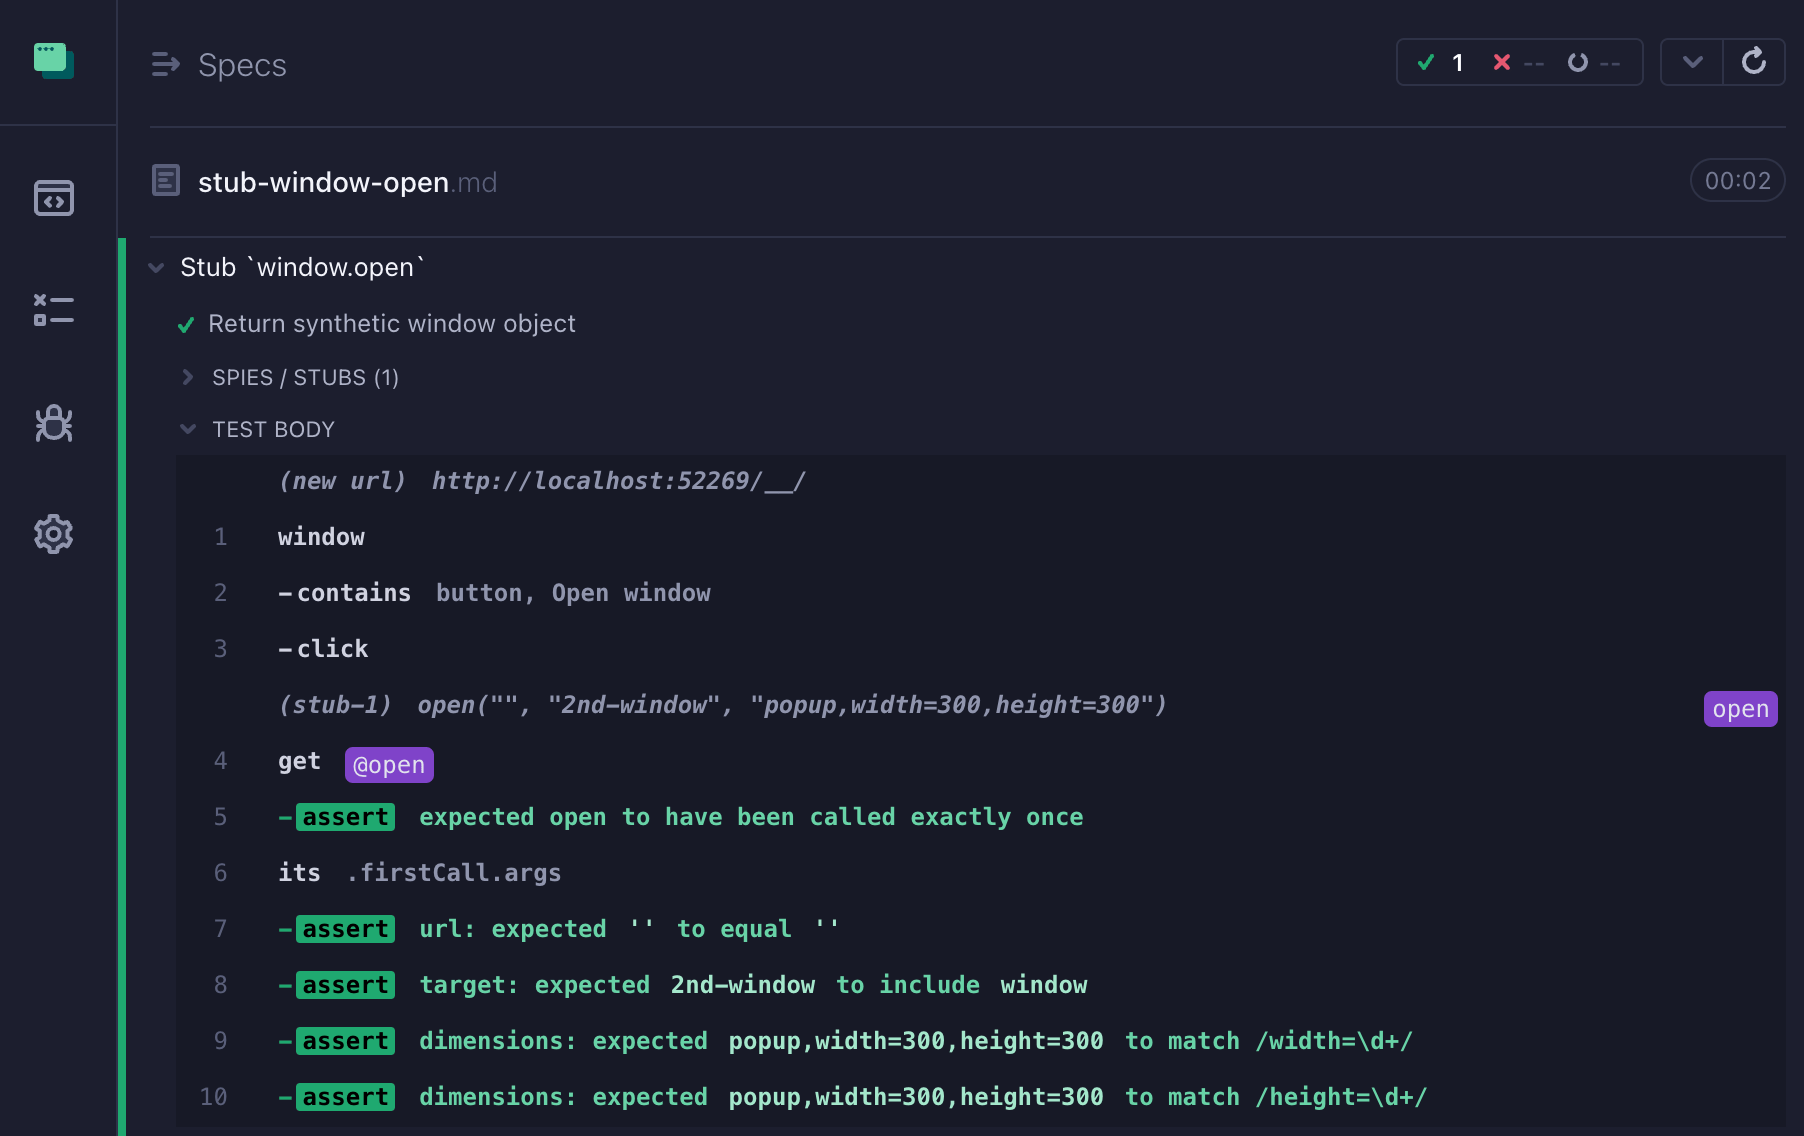 Specs
1 -- --
stub-window-open.md
00:02
Stub `window.open`
Return synthetic window object
SPIES / STUBS (1)
TEST BODY
(new url) http://localhost:52269/__/
1 window
2 -contains button, Open window
3 -click
(stub-1) open("", "2nd-window", "popup,width=300,height=300") open
4 get @open
5 -assert expected open to have been called exactly once
6 its .firstCall.args
7 -assert url: expected '' to equal ''
8 -assert target: expected 2nd-window to include window
9 -assert dimensions: expected popup,width=300,height=300 to match /width=\d+/
10 -assert dimensions: expected popup,width=300,height=300 to match /height=\d+/